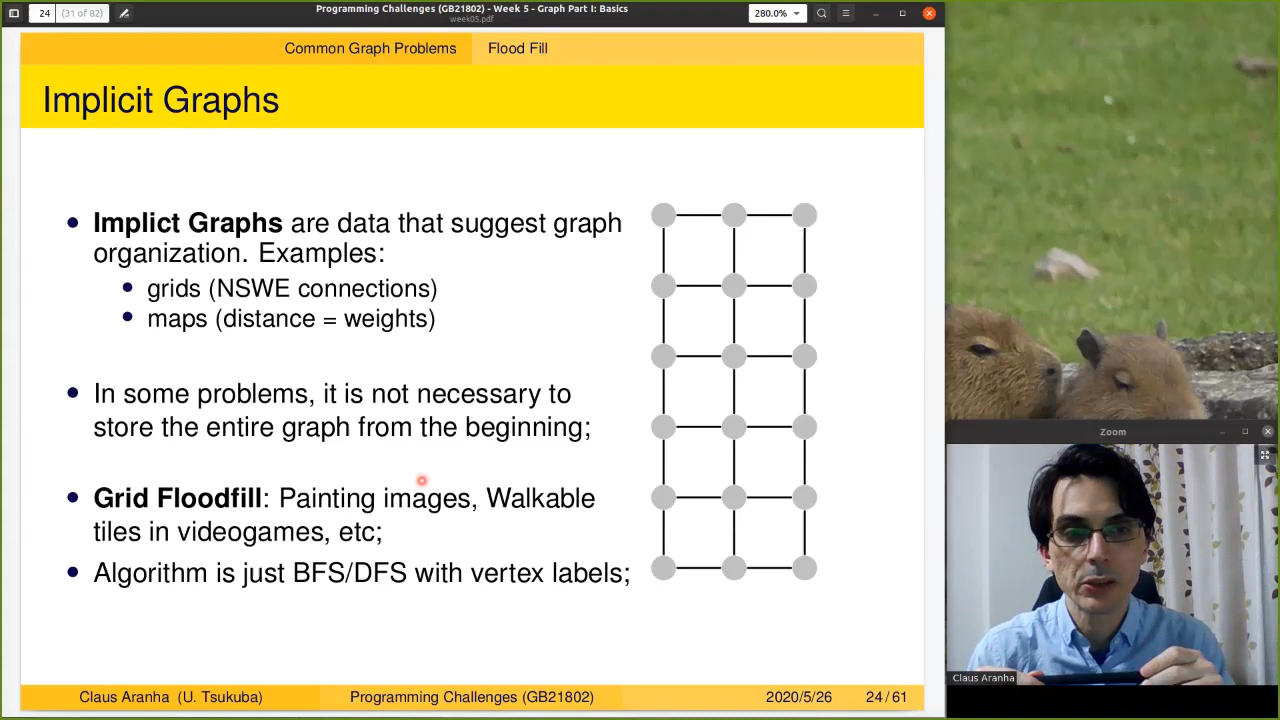 Programming Challenges (GB21802) - Week 5 - Graph Part I: Basics
week05.pdf
24 (31 of 82)
280.0%
Common Graph Problems Flood Fill
Implicit Graphs
Implict Graphs are data that suggest graph
organization. Examples:
grids (NSWE connections)
maps (distance = weights)
In some problems, it is not necessary to
store the entire graph from the beginning;
Grid Floodfill: Painting images, Walkable
tiles in videogames, etc;
Algorithm is just BFS/DFS with vertex labels;
Claus Aranha (U. Tsukuba) Programming Challenges (GB21802) 2020/5/26 24 / 61
Zoom
Claus Aranha